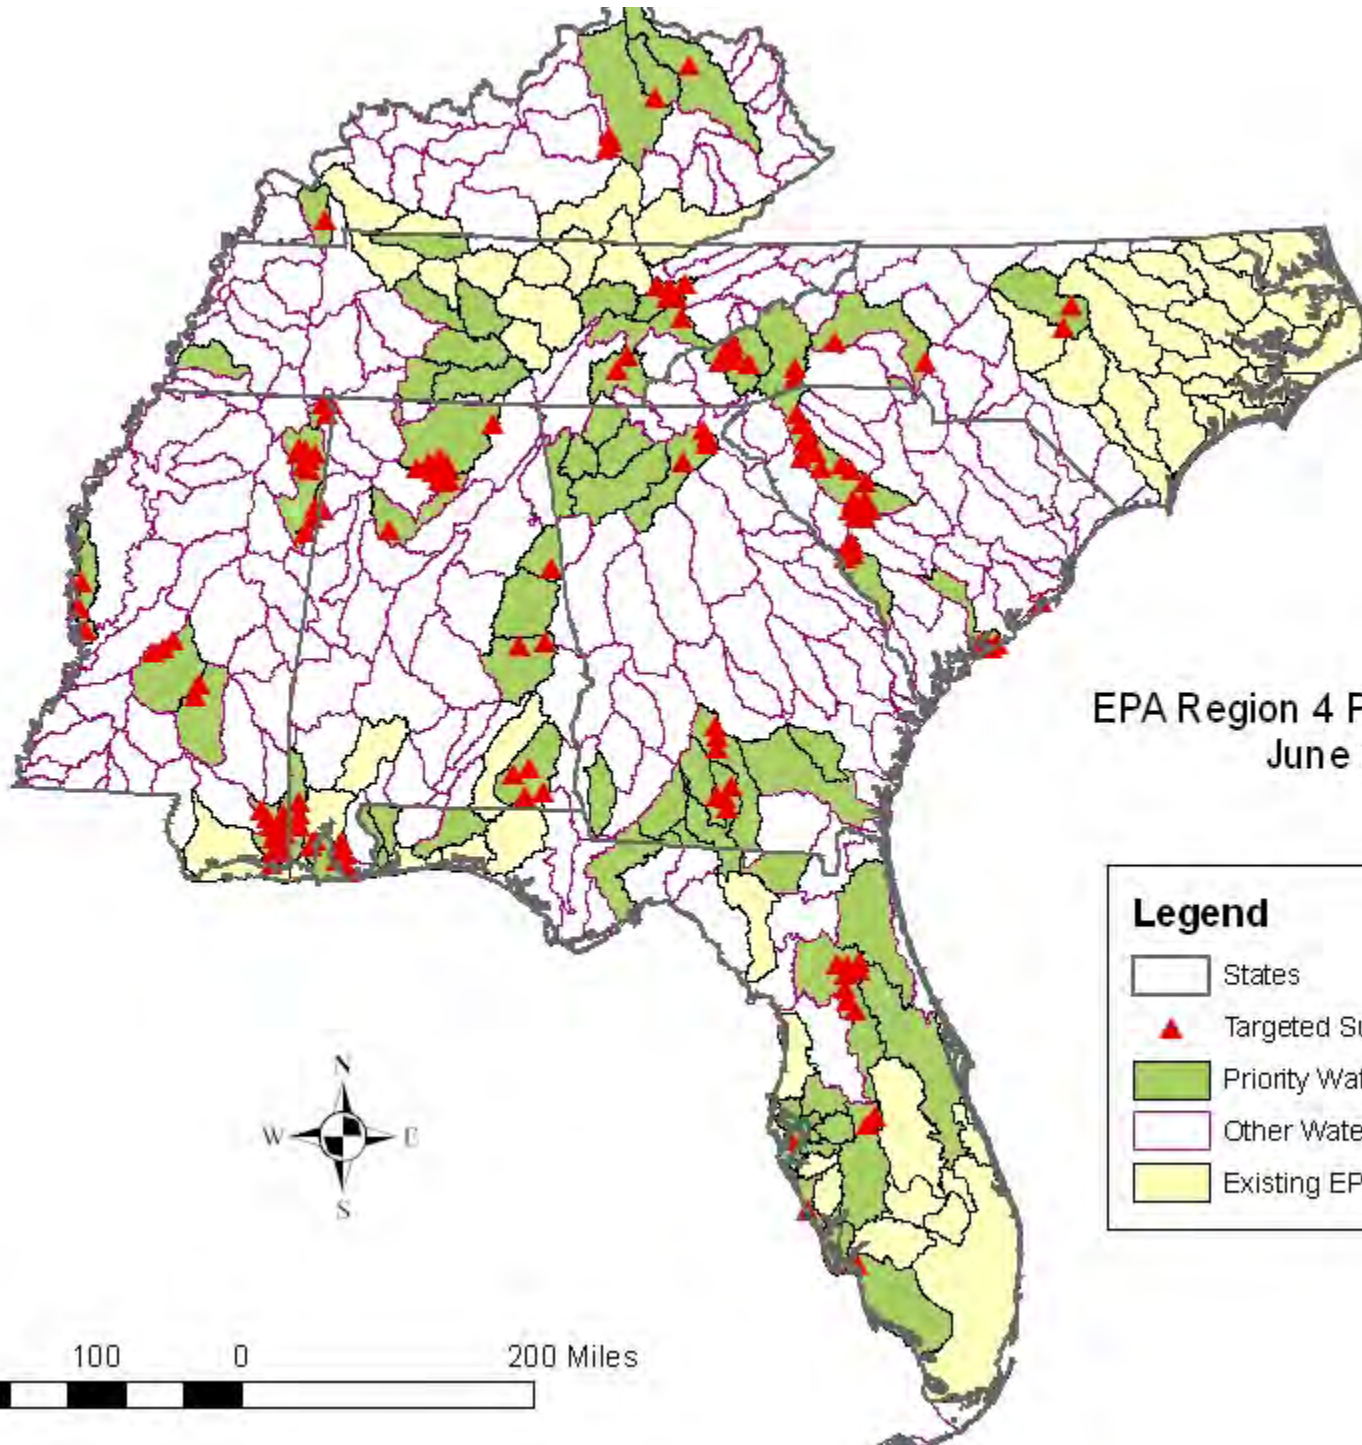 EPA Region 4 P
June
Legend
States
Targeted Su
Priority Wat
Other Wate
Existing EP
N
W E
S
100 0 200 Miles